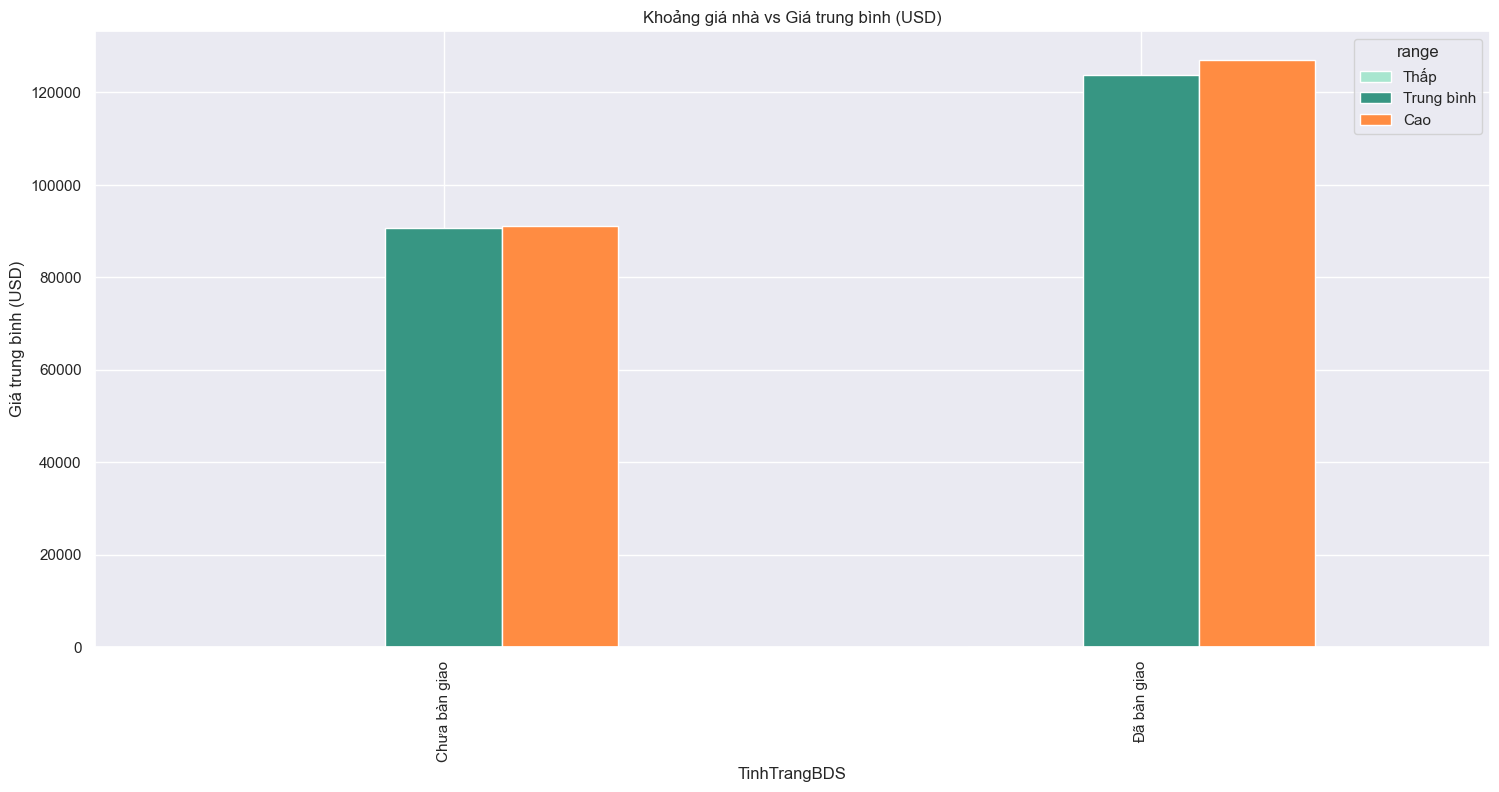 Khoảng giá nhà vs Giá trung bình (USD)
range
Thấp
Trung bình
Cao
Giá trung bình (USD)
120000
100000
80000
60000
40000
20000
0
Chưa bàn giao
Đã bàn giao
TinhTrangBDS